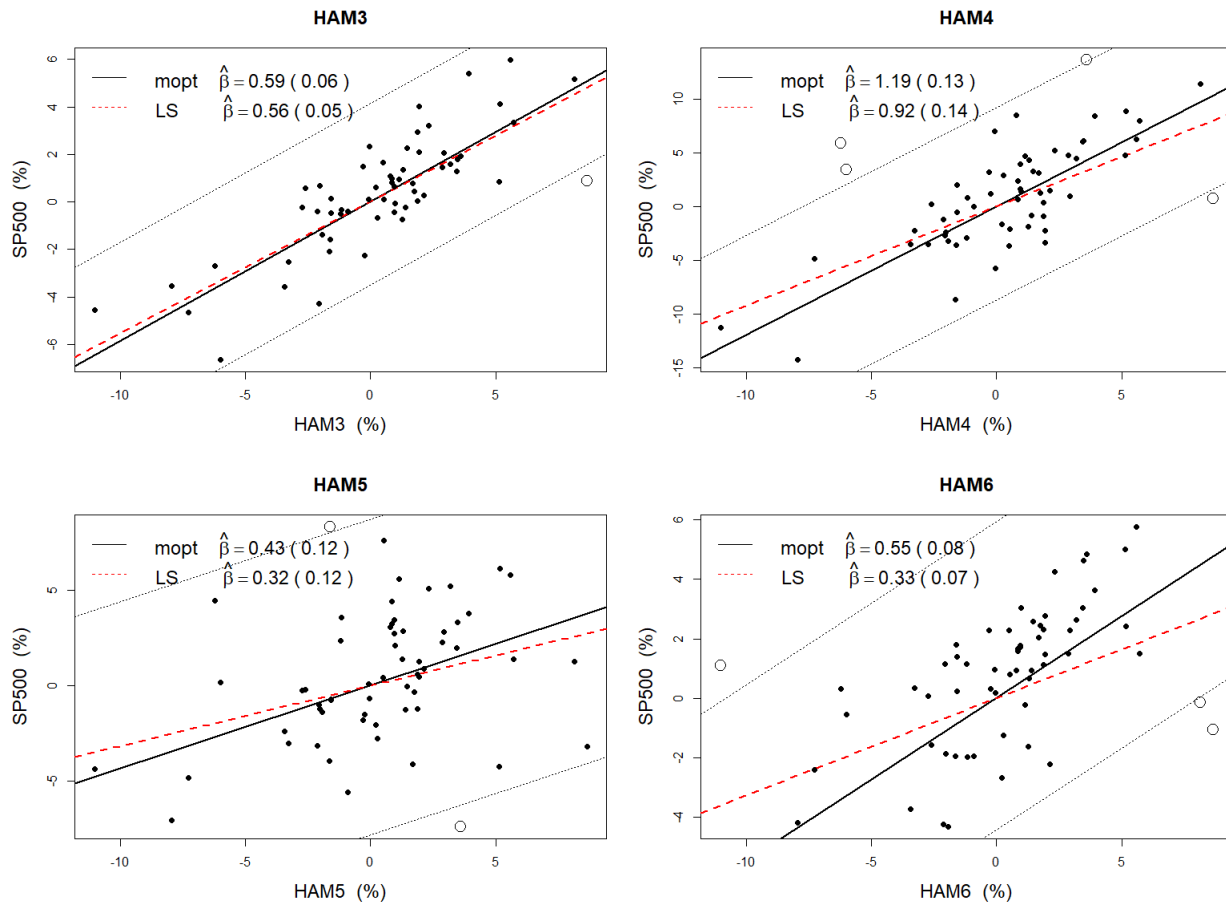 HAM3
mopt β̂ = 0.59 ( 0.06 )
LS β̂ = 0.56 ( 0.05 )
SP500 (%)
6
4
2
0
-2
-4
-6
-10 -5 0 5
HAM3 (%)
HAM4
mopt β̂ = 1.19 ( 0.13 )
LS β̂ = 0.92 ( 0.14 )
SP500 (%)
10
5
0
-5
-10
-15
-10 -5 0 5
HAM4 (%)
HAM5
mopt β̂ = 0.43 ( 0.12 )
LS β̂ = 0.32 ( 0.12 )
SP500 (%)
5
0
-5
-10 -5 0 5
HAM5 (%)
HAM6
mopt β̂ = 0.55 ( 0.08 )
LS β̂ = 0.33 ( 0.07 )
SP500 (%)
6
4
2
0
-2
-4
-10 -5 0 5
HAM6 (%)